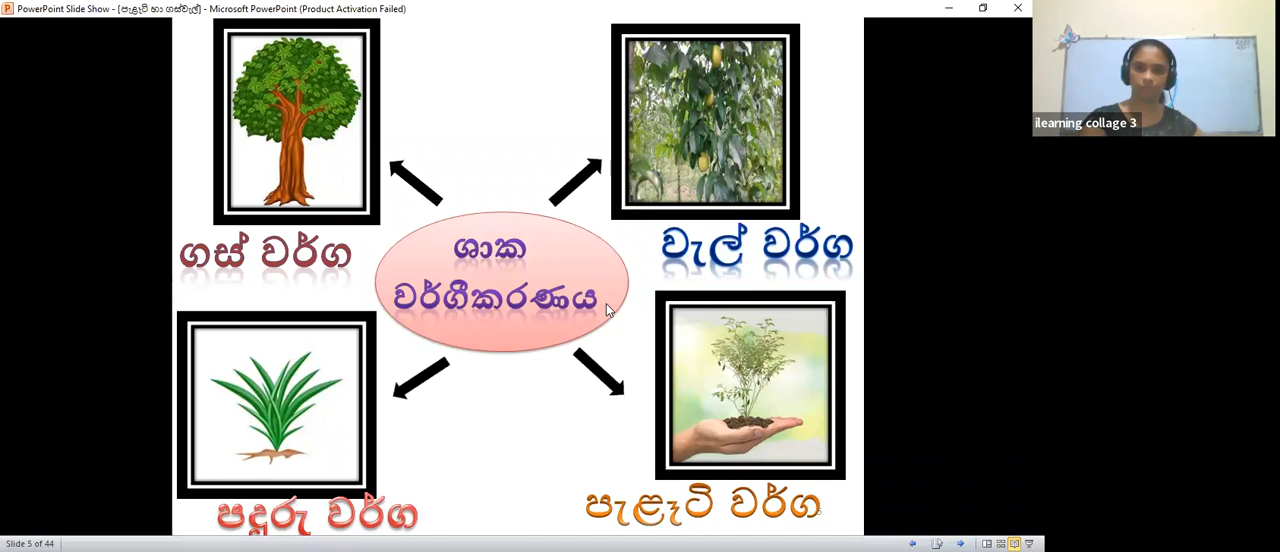 PowerPoint Slide Show - [පැළෑටි හා ගස්වැල්] - Microsoft PowerPoint (Product Activation Failed)
ilearning collage 3
ශාක
වර්ගීකරණය
ගස් වර්ග
වැල් වර්ග
පඳුරු වර්ග
පැළෑටි වර්ග
5
Slide 5 of 44